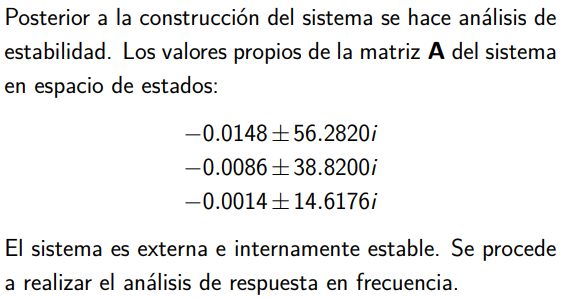 Posterior a la construcción del sistema se hace análisis de
estabilidad. Los valores propios de la matriz A del sistema
en espacio de estados:
−0.0148±56.2820i
−0.0086±38.8200i
−0.0014±14.6176i
El sistema es externa e internamente estable. Se procede
a realizar el análisis de respuesta en frecuencia.